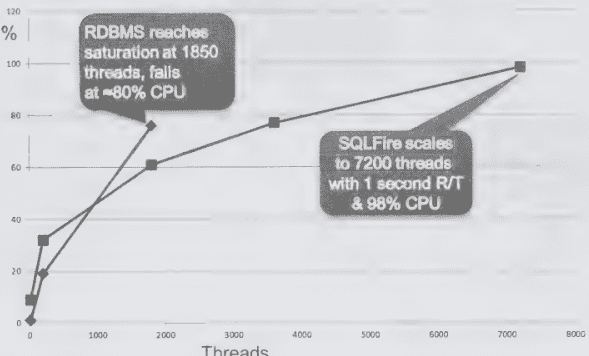 120
%
100
80
60
40
20
0
RDBMS reaches
saturation at 1850
threads, fails
at ~80% CPU
SQLFire scales
to 7200 threads
with 1 second R/T
& 98% CPU
0 1000 2000 3000 4000 5000 6000 7000 8000
Threads